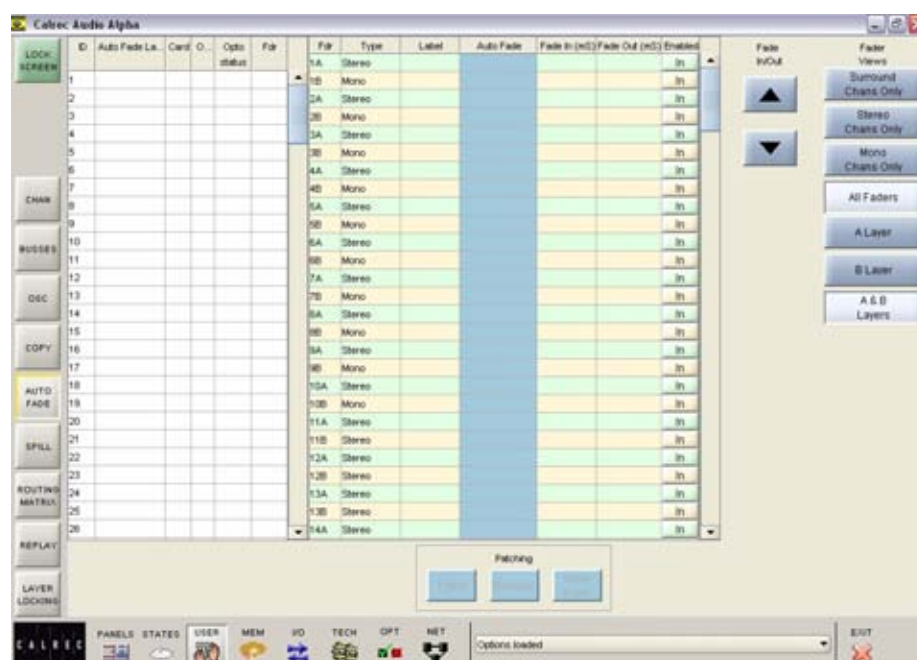 Calrec Audio Alpha
LOCK SCREEN
ID Auto Fade La... Card O... Opto status Fdr
Fdr Type Label Auto Fade Fade In (mS) Fade Out (mS) Enabled
1A Stereo In
1 1B Mono In
2 2A Stereo In
3 2B Mono In
4 3A Stereo In
5 3B Mono In
6 4A Stereo In
7 4B Mono In
8 5A Stereo In
9 5B Mono In
10 6A Stereo In
11 6B Mono In
12 7A Stereo In
13 7B Mono In
14 8A Stereo In
15 8B Mono In
16 9A Stereo In
17 9B Mono In
18 10A Stereo In
19 10B Mono In
20 11A Stereo In
21 11B Mono In
22 12A Stereo In
23 12B Mono In
24 13A Stereo In
25 13B Mono In
26 14A Stereo In
Fade In/Out
Fader Views
Surround Chans Only
Stereo Chans Only
Mono Chans Only
All Faders
A Layer
B Layer
A & B Layers
CHAN
BUSSES
OSC
COPY
AUTO FADE
SPILL
ROUTING MATRIX
REPLAY
LAYER LOCKING
Patching
CALREC
PANELS STATES USER MEM I/O TECH OPT NET
Options loaded
EXIT